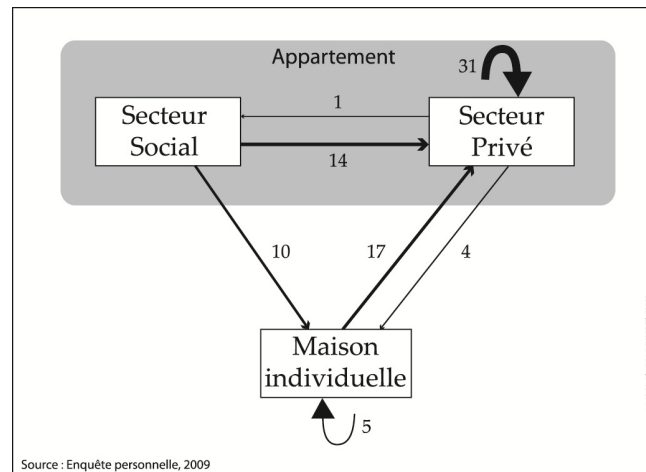 Appartement
31
Secteur
Social
1
Secteur
Privé
14
10
17
4
Maison
individuelle
5
Source : Enquête personnelle, 2009